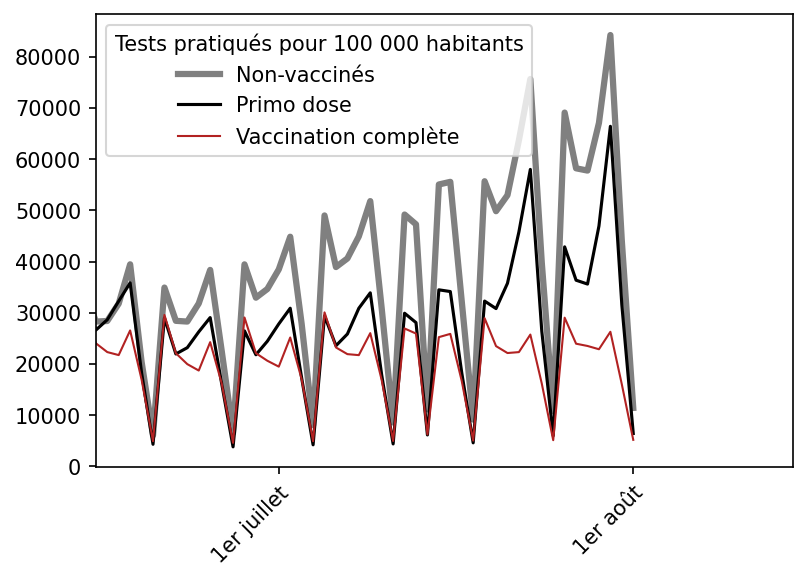 Tests pratiqués pour 100 000 habitants
Non-vaccinés
Primo dose
Vaccination complète
80000
70000
60000
50000
40000
30000
20000
10000
0
1er juillet
1er août